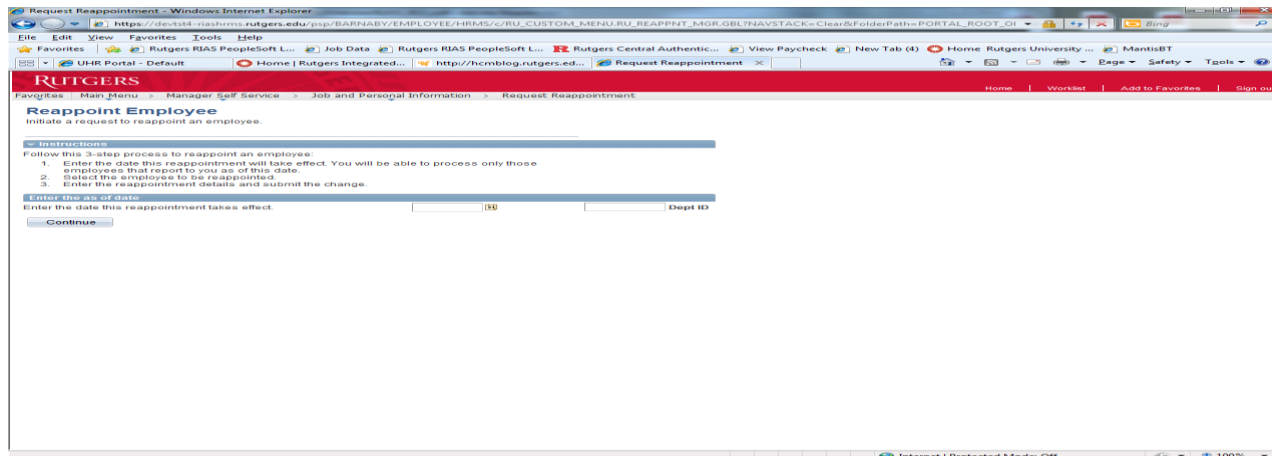 Request Reappointment - Windows Internet Explorer
https://devtst4-riashrms.rutgers.edu/psp/BARNABY/EMPLOYEE/HRMS/c/RU_CUSTOM_MENU.RU_REAPPNT_MGR.GBL?NAVSTACK=Clear&FolderPath=PORTAL_ROOT_OI Bing
File Edit View Favorites Tools Help
Favorites Rutgers RIAS PeopleSoft L... Job Data Rutgers RIAS PeopleSoft L... Rutgers Central Authentic... View Paycheck New Tab (4) Home Rutgers University ... MantisBT
UHR Portal - Default Home | Rutgers Integrated... http://hcmblog.rutgers.ed... Request Reappointment Page Safety Tools
RUTGERS
Home | Worklist | Add to Favorites | Sign ou
Favorites Main Menu > Manager Self Service > Job and Personal Information > Request Reappointment
Reappoint Employee
Initiate a request to reappoint an employee.
Instructions
Follow this 3-step process to reappoint an employee:
1. Enter the date this reappointment will take effect. You will be able to process only those
employees that report to you as of this date.
2. Select the employee to be reappointed.
3. Enter the reappointment details and submit the change.
Enter the as of date
Enter the date this reappointment takes effect. Dept ID
Continue
Internet | Protected Mode: Off 100%